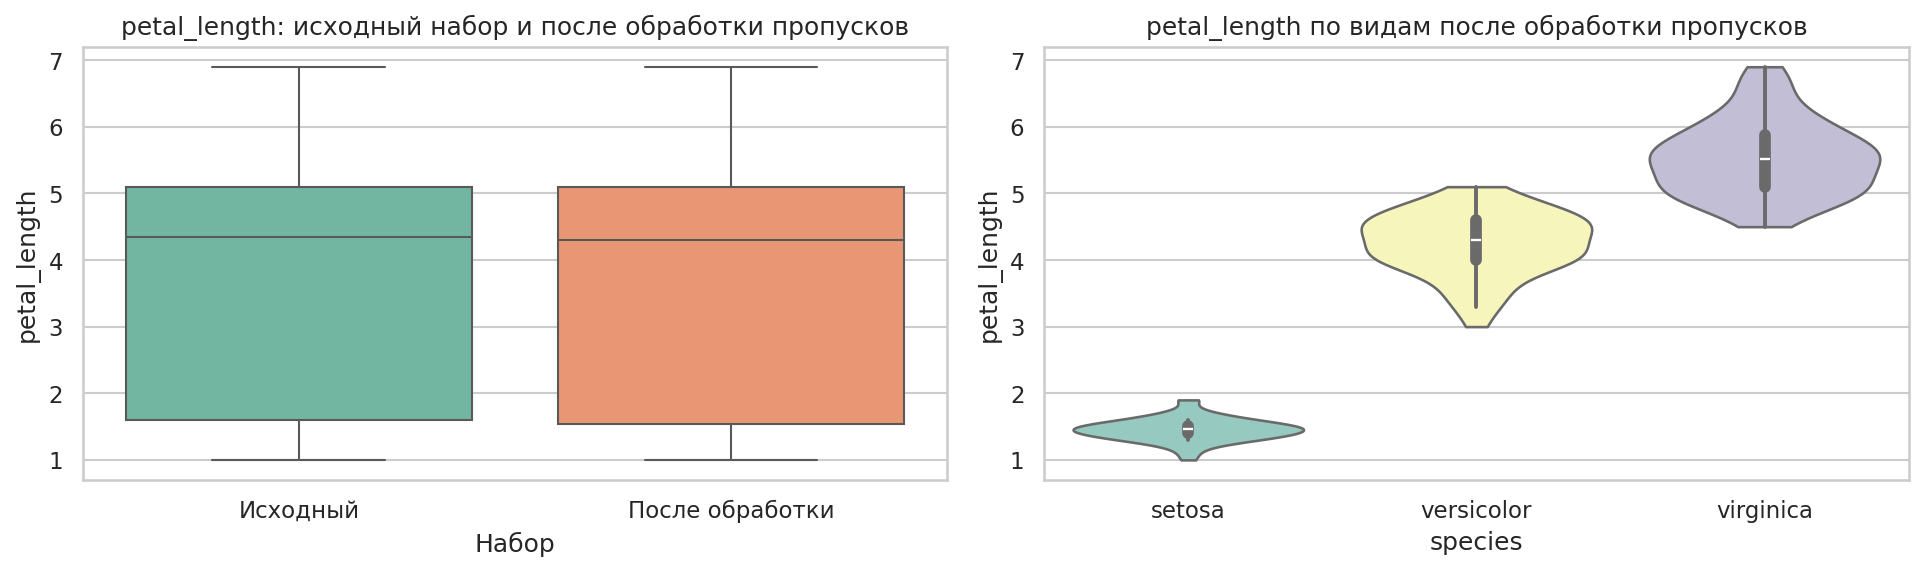 petal_length: исходный набор и после обработки пропусков
7
6
5
4
3
2
1
petal_length
Исходный
После обработки
Набор
petal_length по видам после обработки пропусков
7
6
5
4
3
2
1
petal_length
setosa
versicolor
virginica
species